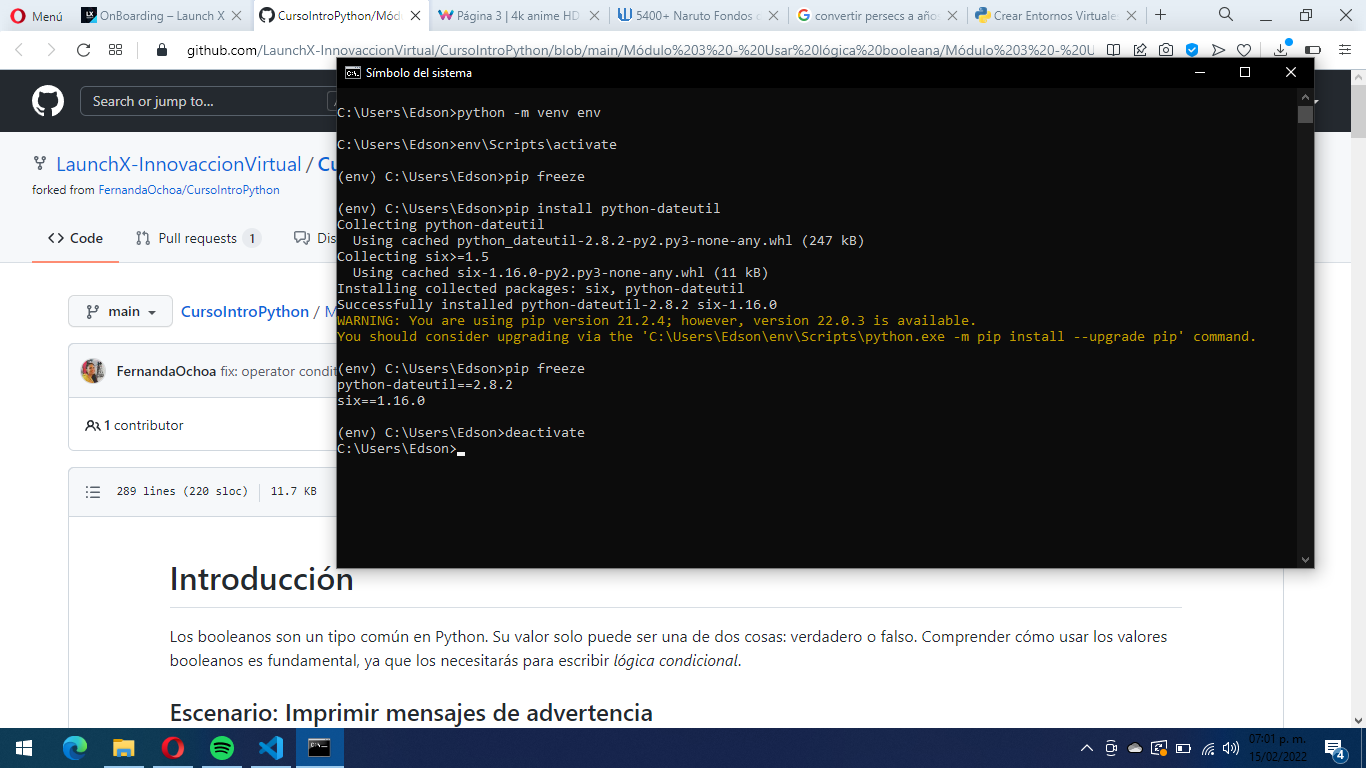 Menú
OnBoarding – Launch X
CursoIntroPython/Mód
Página 3 | 4k anime HD
5400+ Naruto Fondos
convertir persecs a año
Crear Entornos Virtuale
github.com/LaunchX-InnovaccionVirtual/CursoIntroPython/blob/main/Módulo%203%20-%20Usar%20lógica%20booleana/Módulo%203%20-%20U
Search or jump to...
Símbolo del sistema
C:\Users\Edson>python -m venv env
C:\Users\Edson>env\Scripts\activate
(env) C:\Users\Edson>pip freeze
(env) C:\Users\Edson>pip install python-dateutil
Collecting python-dateutil
Using cached python_dateutil-2.8.2-py2.py3-none-any.whl (247 kB)
Collecting six>=1.5
Using cached six-1.16.0-py2.py3-none-any.whl (11 kB)
Installing collected packages: six, python-dateutil
Successfully installed python-dateutil-2.8.2 six-1.16.0
WARNING: You are using pip version 21.2.4; however, version 22.0.3 is available.
You should consider upgrading via the 'C:\Users\Edson\env\Scripts\python.exe -m pip install --upgrade pip' command.
(env) C:\Users\Edson>pip freeze
python-dateutil==2.8.2
six==1.16.0
(env) C:\Users\Edson>deactivate
C:\Users\Edson>
LaunchX-InnovaccionVirtual / Cu
forked from FernandaOchoa/CursoIntroPython
Code
Pull requests 1
Dis
main
CursoIntroPython / M
FernandaOchoa fix: operator condit
1 contributor
289 lines (220 sloc)
11.7 KB
Introducción
Los booleanos son un tipo común en Python. Su valor solo puede ser una de dos cosas: verdadero o falso. Comprender cómo usar los valores
booleanos es fundamental, ya que los necesitarás para escribir lógica condicional.
Escenario: Imprimir mensajes de advertencia
07:01 p. m.
15/02/2022
4